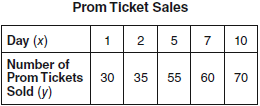 Prom Ticket Sales
Day (x) 1 2 5 7 10
Number of
Prom Tickets 30 35 55 60 70
Sold (y)